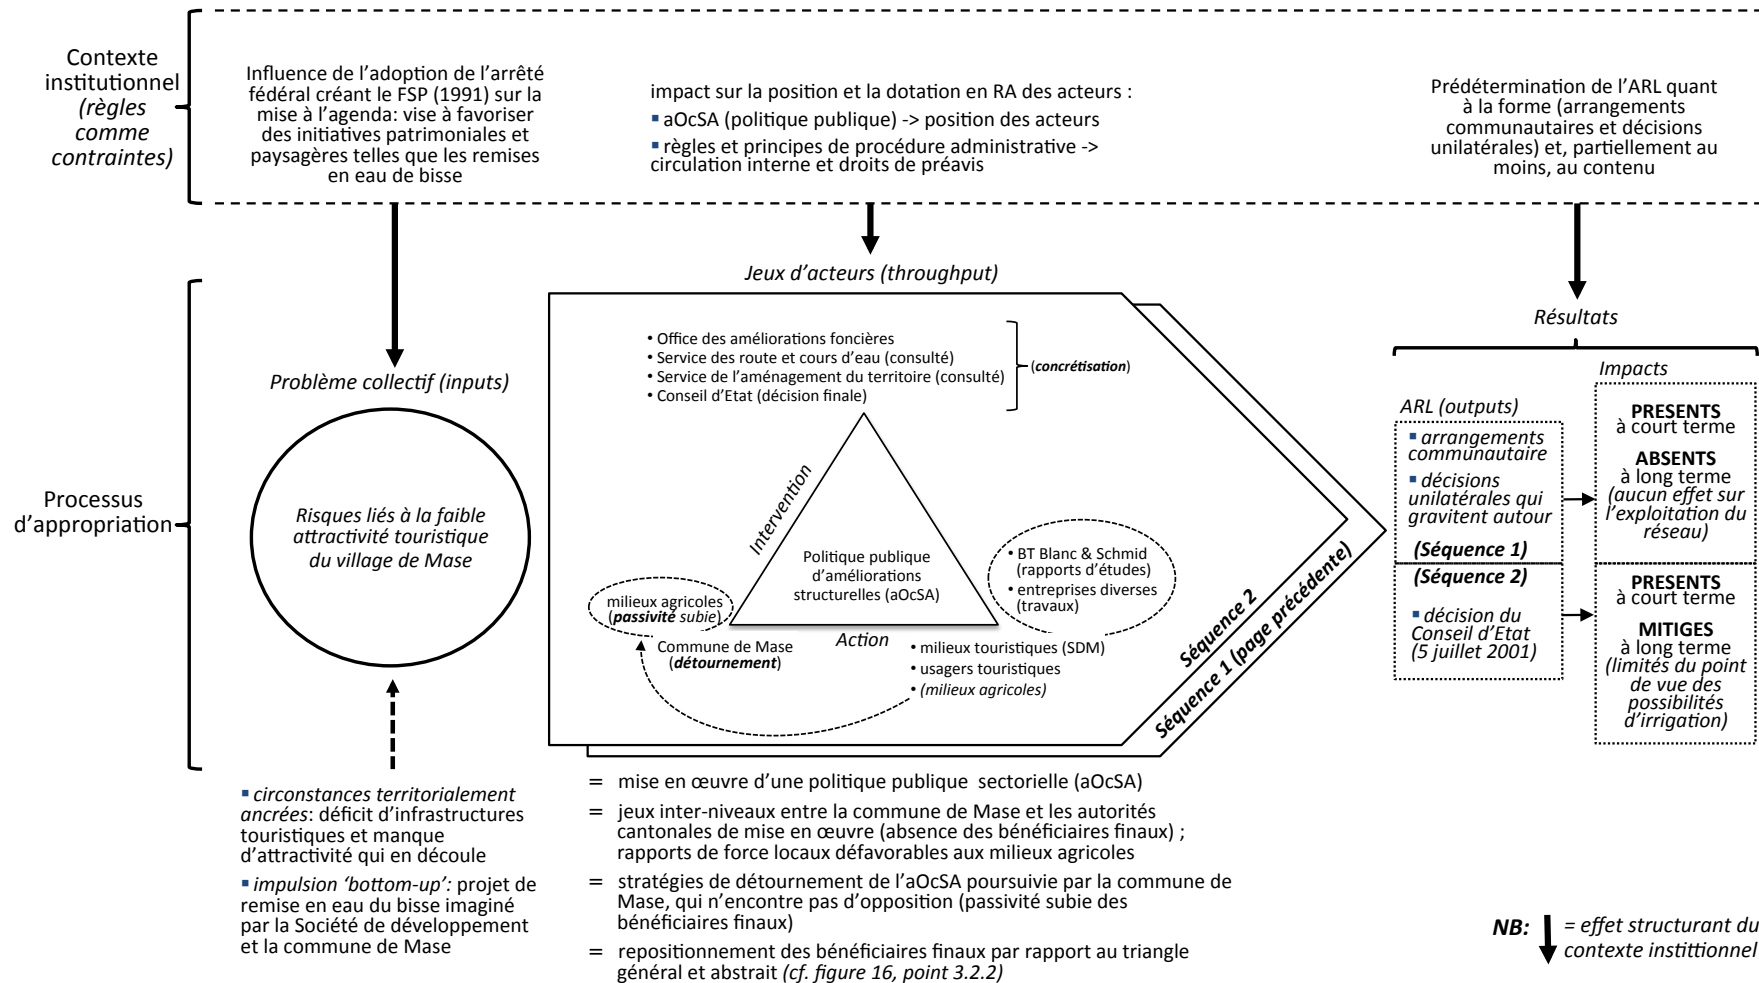 Contexte
institutionnel
(règles
comme
contraintes)
Influence de l'adoption de l'arrêté
fédéral créant le FSP (1991) sur la
mise à l'agenda: vise à favoriser
des initiatives patrimoniales et
paysagères telles que les remises
en eau de bisse
impact sur la position et la dotation en RA des acteurs :
▪ aOcSA (politique publique) -> position des acteurs
▪ règles et principes de procédure administrative ->
circulation interne et droits de préavis
Prédétermination de l'ARL quant
à la forme (arrangements
communautaires et décisions
unilatérales) et, partiellement au
moins, au contenu
Processus
d'appropriation
Problème collectif (inputs)
Risques liés à la faible
attractivité touristique
du village de Mase
▪ circonstances territorialement
ancrées: déficit d'infrastructures
touristiques et manque
d'attractivité qui en découle
▪ impulsion 'bottom-up': projet de
remise en eau du bisse imaginé
par la Société de développement
et la commune de Mase
Jeux d'acteurs (throughput)
• Office des améliorations foncières
• Service des route et cours d'eau (consulté)
• Service de l'aménagement du territoire (consulté)
• Conseil d'Etat (décision finale)
(concrétisation)
Intervention
Politique publique
d'améliorations
structurelles (aOcSA)
Action
milieux agricoles
(passivité subie)
Commune de Mase
(détournement)
• BT Blanc & Schmid
(rapports d'études)
• entreprises diverses
(travaux)
• milieux touristiques (SDM)
• usagers touristiques
• (milieux agricoles)
Séquence 2
Séquence 1 (page précédente)
= mise en œuvre d'une politique publique sectorielle (aOcSA)
= jeux inter-niveaux entre la commune de Mase et les autorités
cantonales de mise en œuvre (absence des bénéficiaires finaux) ;
rapports de force locaux défavorables aux milieux agricoles
= stratégies de détournement de l'aOcSA poursuivie par la commune de
Mase, qui n'encontre pas d'opposition (passivité subie des
bénéficiaires finaux)
= repositionnement des bénéficiaires finaux par rapport au triangle
général et abstrait (cf. figure 16, point 3.2.2)
Résultats
ARL (outputs)
▪ arrangements
communautaire
▪ décisions
unilatérales qui
gravitent autour
(Séquence 1)
(Séquence 2)
▪ décision du
Conseil d'Etat
(5 juillet 2001)
Impacts
PRESENTS
à court terme
ABSENTS
à long terme
(aucun effet sur
l'exploitation du
réseau)
PRESENTS
à court terme
MITIGES
à long terme
(limités du point
de vue des
possibilités
d'irrigation)
NB: = effet structurant du
contexte instittionnel